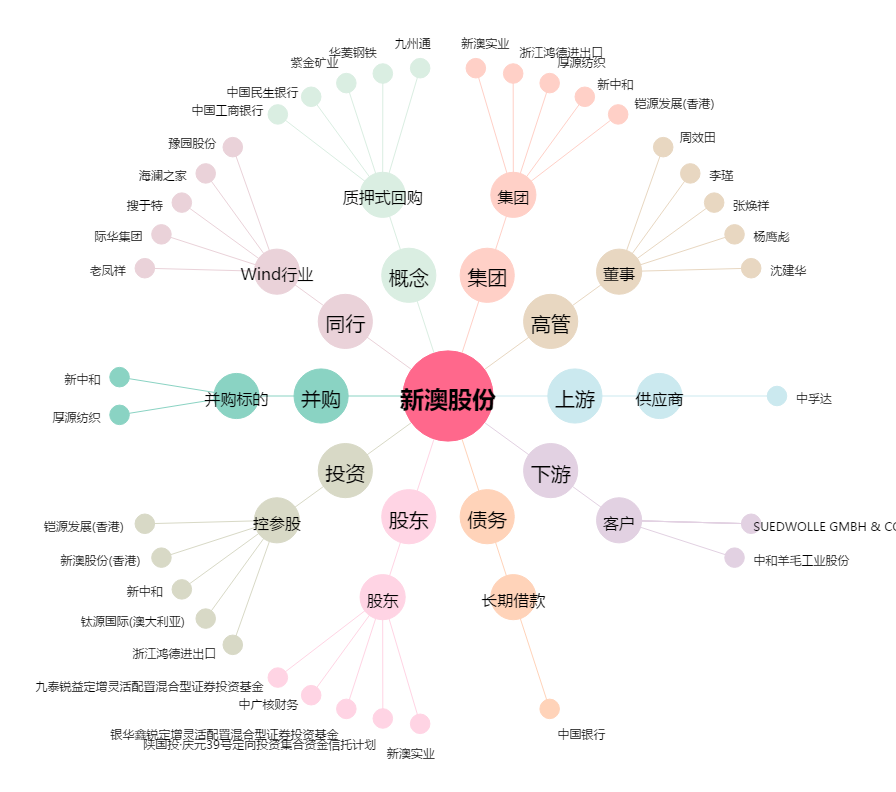 九州通
新澳实业
华菱钢铁
浙江鸿德进出口
紫金矿业
厚源纺织
新中和
中国民生银行
铠源发展(香港)
中国工商银行
周效田
豫园股份
李瑾
海澜之家
质押式回购
集团
张焕祥
搜于特
杨鹰彪
际华集团
沈建华
老凤祥
Wind行业
概念
集团
董事
同行
高管
新中和
并购标的
并购
新澳股份
上游
供应商
中孚达
厚源纺织
投资
下游
铠源发展(香港)
控参股
股东
债务
客户
SUEDWOLLE GMBH & CO
新澳股份(香港)
中和羊毛工业股份
新中和
股东
长期借款
钛源国际(澳大利亚)
浙江鸿德进出口
九泰锐益定增灵活配置混合型证券投资基金
中广核财务
银华鑫锐定增灵活配置混合型证券投资基金
中国银行
陕国投·庆元39号定向投资集合资金信托计划
新澳实业